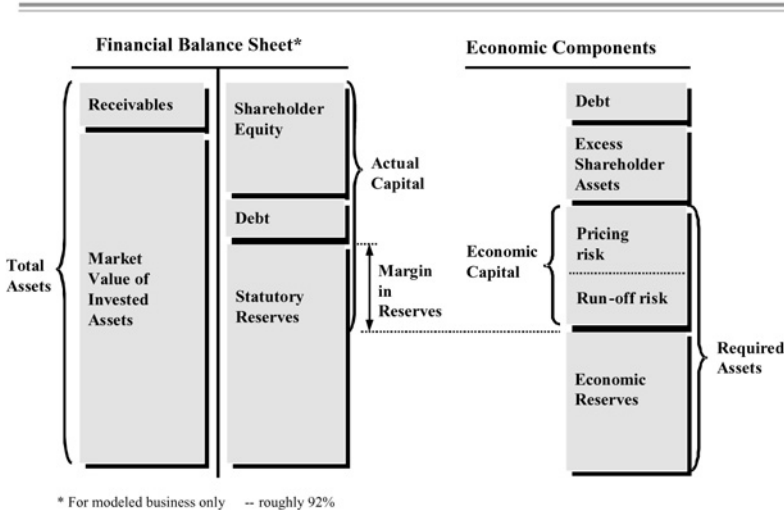 Financial Balance Sheet*
Economic Components
Receivables
Market
Value of
Invested
Assets
Total
Assets
Shareholder
Equity
Debt
Statutory
Reserves
Actual
Capital
Margin
in
Reserves
Debt
Excess
Shareholder
Assets
Economic
Capital
Pricing
risk
Run-off risk
Economic
Reserves
Required
Assets
* For modeled business only -- roughly 92%